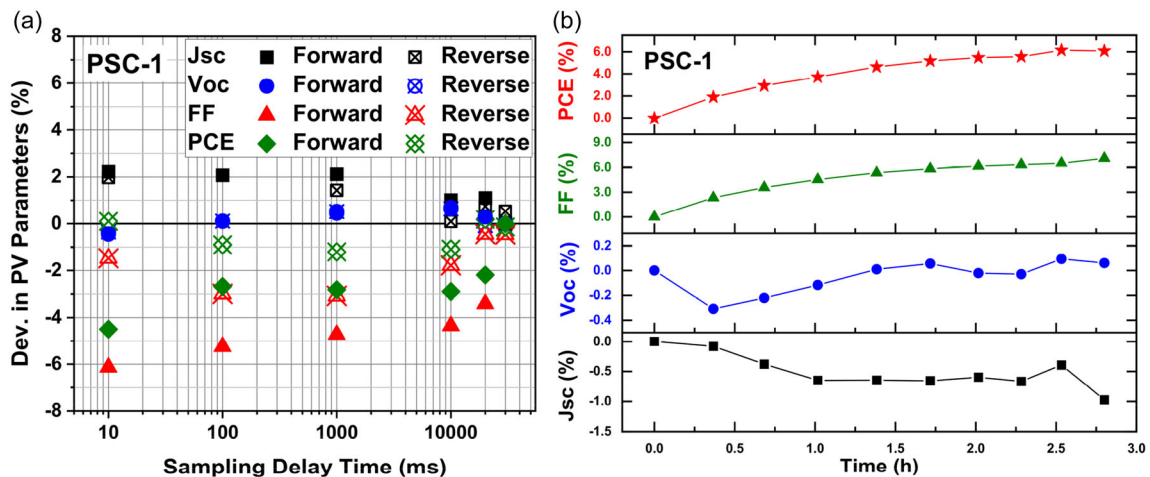 (a)
8
6
4
2
0
-2
-4
-6
-8
Dev. in PV Parameters (%)
PSC-1
Jsc Forward Reverse
Voc Forward Reverse
FF Forward Reverse
PCE Forward Reverse
10 100 1000 10000
Sampling Delay Time (ms)
(b)
PSC-1
PCE (%)
6.0
4.0
2.0
0.0
FF (%)
9.0
6.0
3.0
0.0
Voc (%)
0.2
0.0
-0.2
-0.4
Jsc (%)
0.0
-0.5
-1.0
-1.5
0.0 0.5 1.0 1.5 2.0 2.5 3.0
Time (h)